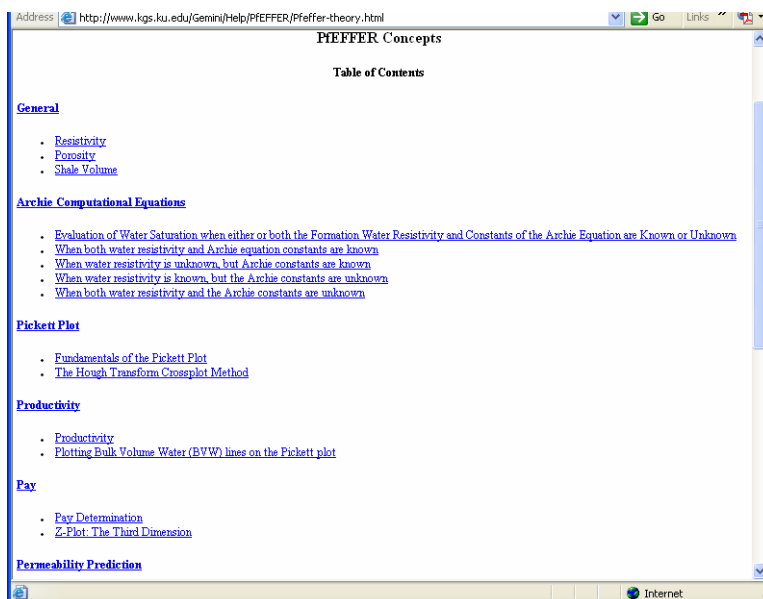 Address http://www.kgs.ku.edu/Gemini/Help/PfEFFER/Pfeffer-theory.html Go Links »
PfEFFER Concepts
Table of Contents
General
Resistivity
Porosity
Shale Volume
Archie Computational Equations
Evaluation of Water Saturation when either or both the Formation Water Resistivity and Constants of the Archie Equation are Known or Unknown
When both water resistivity and Archie equation constants are known
When water resistivity is unknown, but Archie constants are known
When water resistivity is known, but the Archie constants are unknown
When both water resistivity and the Archie constants are unknown
Pickett Plot
Fundamentals of the Pickett Plot
The Hough Transform Crossplot Method
Productivity
Productivity
Plotting Bulk Volume Water (BVW) lines on the Pickett plot
Pay
Pay Determination
Z-Plot: The Third Dimension
Permeability Prediction
Internet